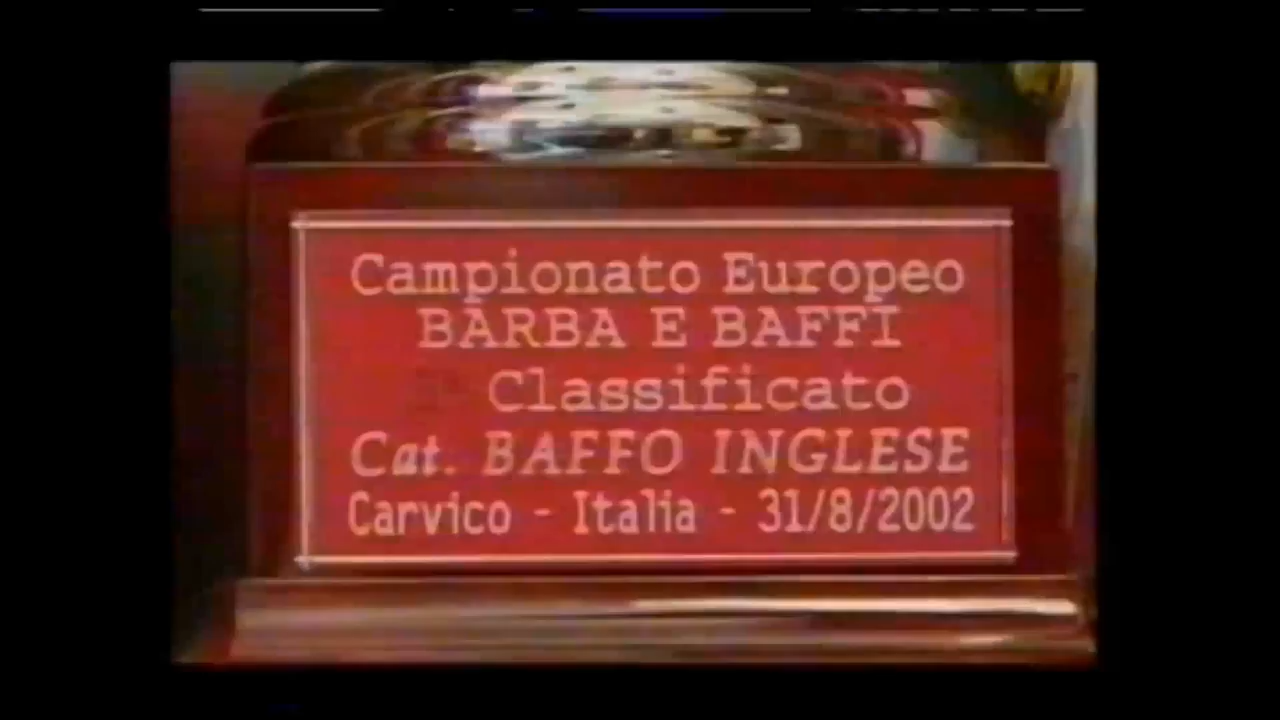 Campionato Europeo
BARBA E BAFFI
Classificato
Cat. BAFFO INGLESE
Carvico - Italia - 31/8/2002